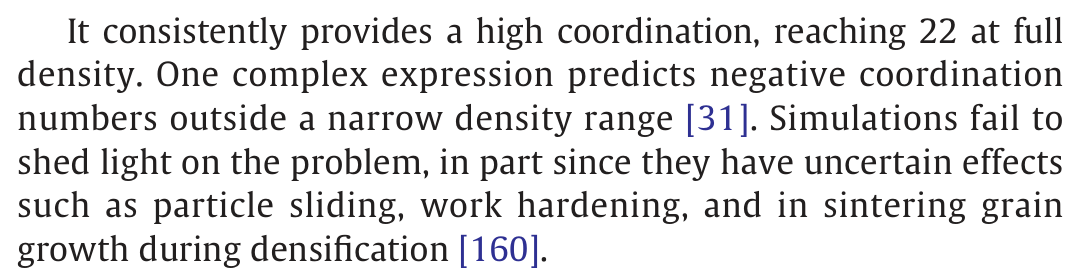 It consistently provides a high coordination, reaching 22 at full
density. One complex expression predicts negative coordination
numbers outside a narrow density range [31]. Simulations fail to
shed light on the problem, in part since they have uncertain effects
such as particle sliding, work hardening, and in sintering grain
growth during densification [160].